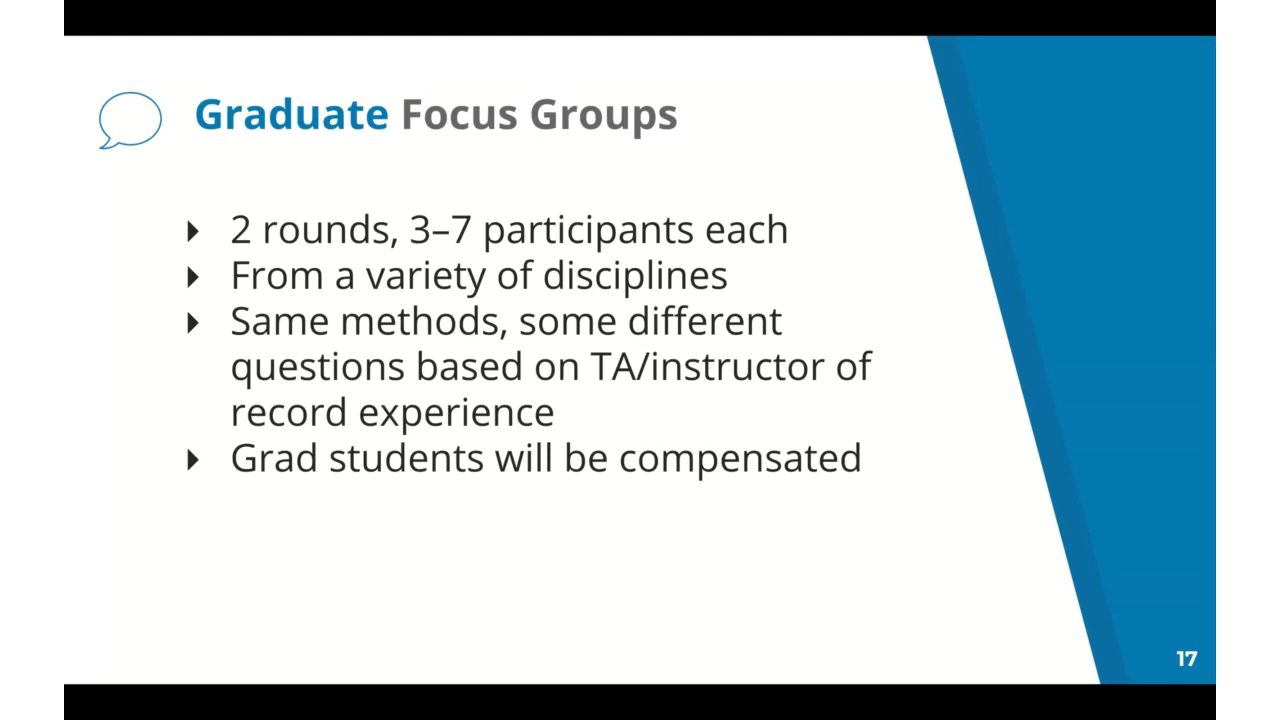 Graduate Focus Groups
2 rounds, 3–7 participants each
From a variety of disciplines
Same methods, some different
questions based on TA/instructor of
record experience
Grad students will be compensated
17